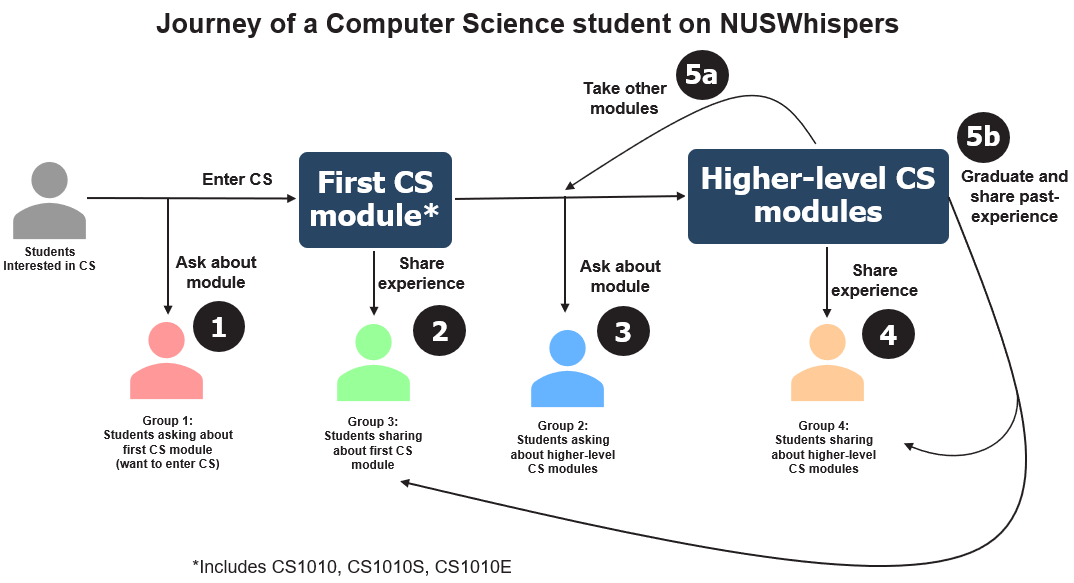 Journey of a Computer Science student on NUSWhispers
5a
Take other
modules
5b
Graduate and
share past-
experience
Enter CS
First CS
module*
Higher-level CS
modules
Students
Interested in CS
Ask about
module
1
Share
experience
2
Ask about
module
3
Share
experience
4
Group 1:
Students asking about
first CS module
(want to enter CS)
Group 3:
Students sharing
about first CS
module
Group 2:
Students asking
about higher-level
CS modules
Group 4:
Students sharing
about higher-level
CS modules
*Includes CS1010, CS1010S, CS1010E